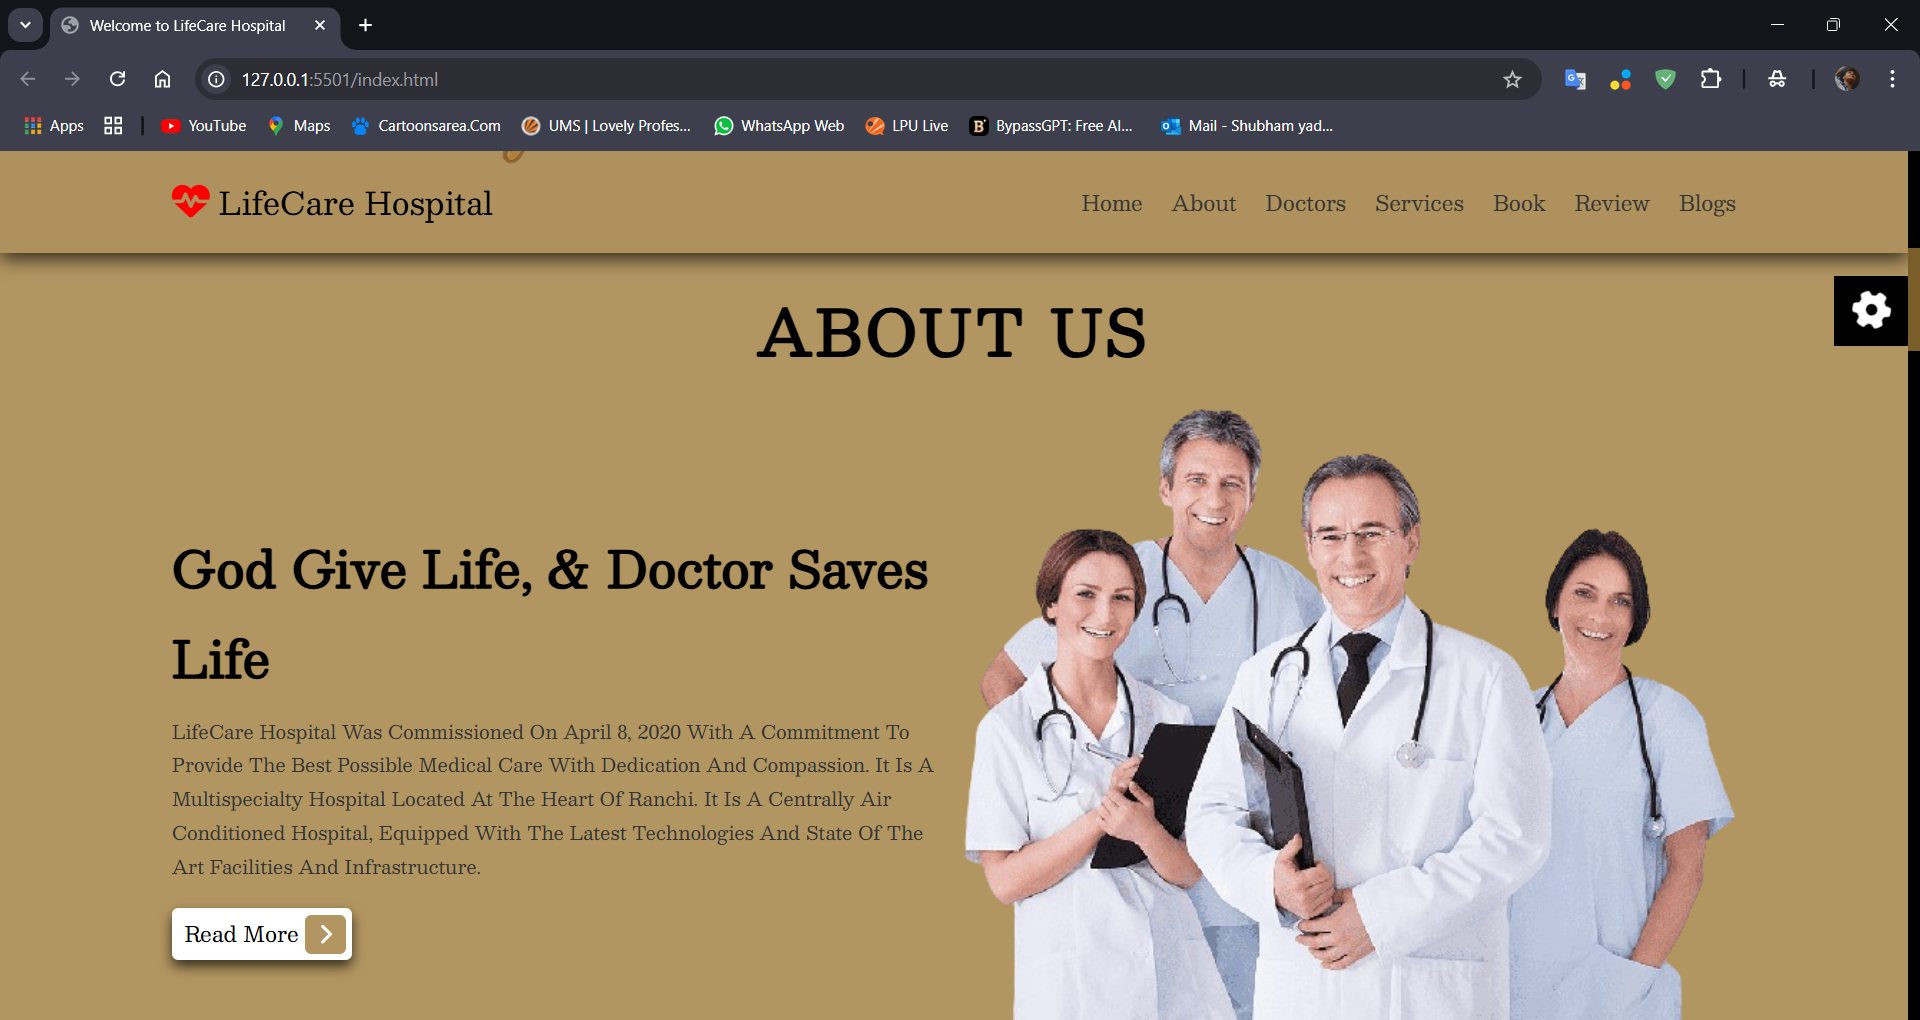 Welcome to LifeCare Hospital
127.0.0.1:5501/index.html
Apps YouTube Maps Cartoonsarea.Com UMS | Lovely Profes... WhatsApp Web LPU Live BypassGPT: Free AI... Mail - Shubham yad...
LifeCare Hospital Home About Doctors Services Book Review Blogs
ABOUT US
God Give Life, & Doctor Saves
Life
LifeCare Hospital Was Commissioned On April 8, 2020 With A Commitment To
Provide The Best Possible Medical Care With Dedication And Compassion. It Is A
Multispecialty Hospital Located At The Heart Of Ranchi. It Is A Centrally Air
Conditioned Hospital, Equipped With The Latest Technologies And State Of The
Art Facilities And Infrastructure.
Read More